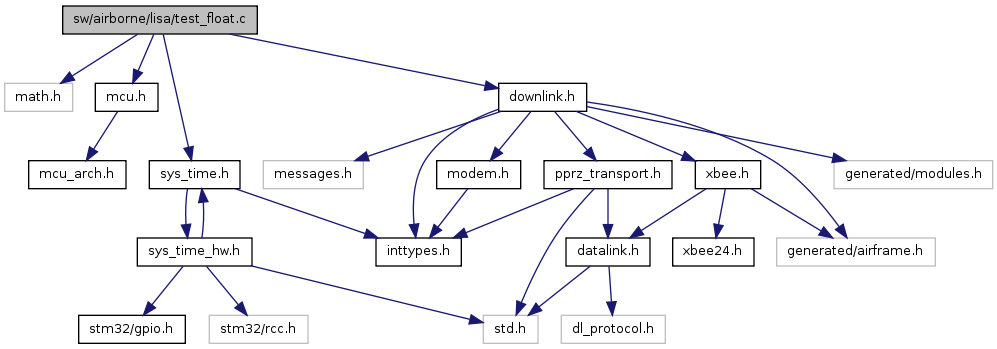 sw/airborne/lisa/test_float.c
math.h
mcu.h
downlink.h
mcu_arch.h
sys_time.h
messages.h
modem.h
pprz_transport.h
xbee.h
generated/modules.h
sys_time_hw.h
inttypes.h
datalink.h
xbee24.h
generated/airframe.h
stm32/gpio.h
stm32/rcc.h
std.h
dl_protocol.h